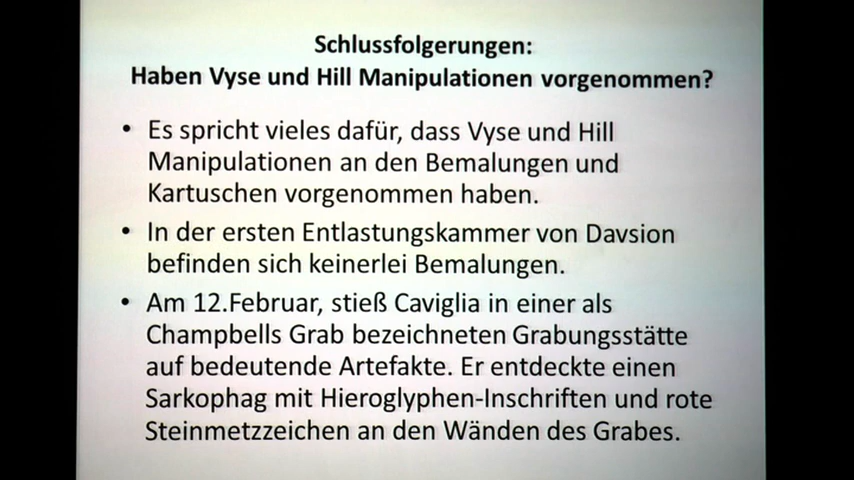 Schlussfolgerungen:
Haben Vyse und Hill Manipulationen vorgenommen?
• Es spricht vieles dafür, dass Vyse und Hill
Manipulationen an den Bemalungen und
Kartuschen vorgenommen haben.
• In der ersten Entlastungskammer von Davsion
befinden sich keinerlei Bemalungen.
• Am 12.Februar, stieß Caviglia in einer als
Champbells Grab bezeichneten Grabungsstätte
auf bedeutende Artefakte. Er entdeckte einen
Sarkophag mit Hieroglyphen-Inschriften und rote
Steinmetzzeichen an den Wänden des Grabes.